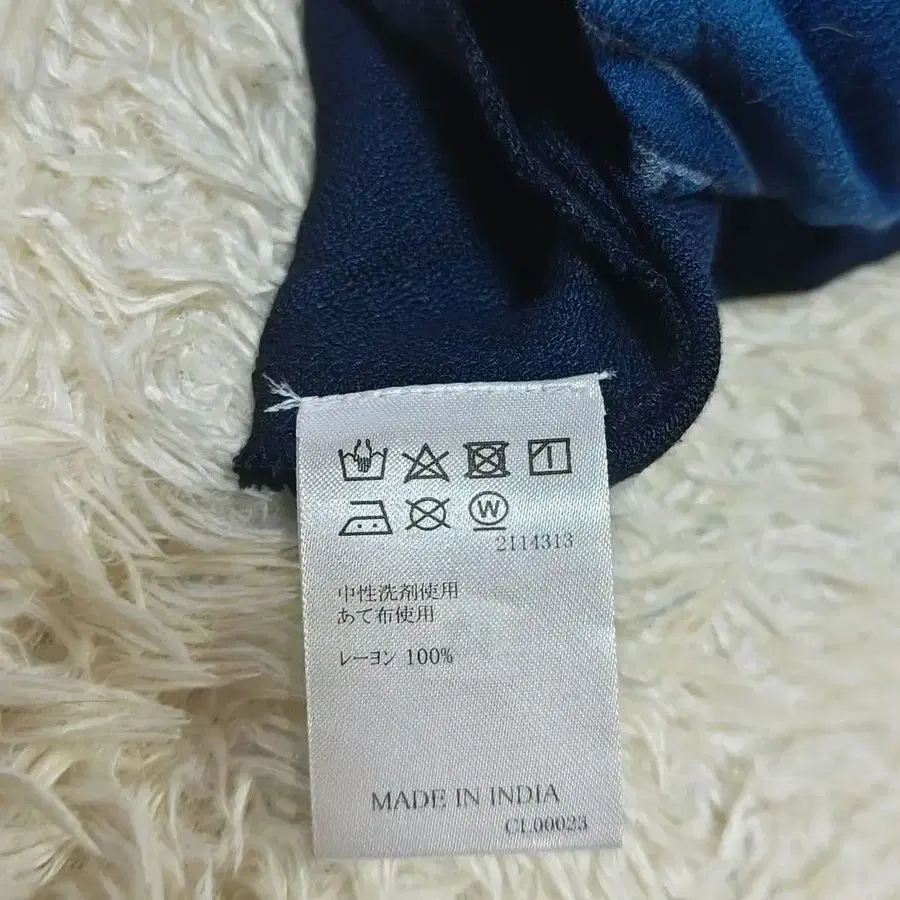 W
2114313
中性洗剤使用
あて布使用
レーヨン 100%
MADE IN INDIA
CL00023